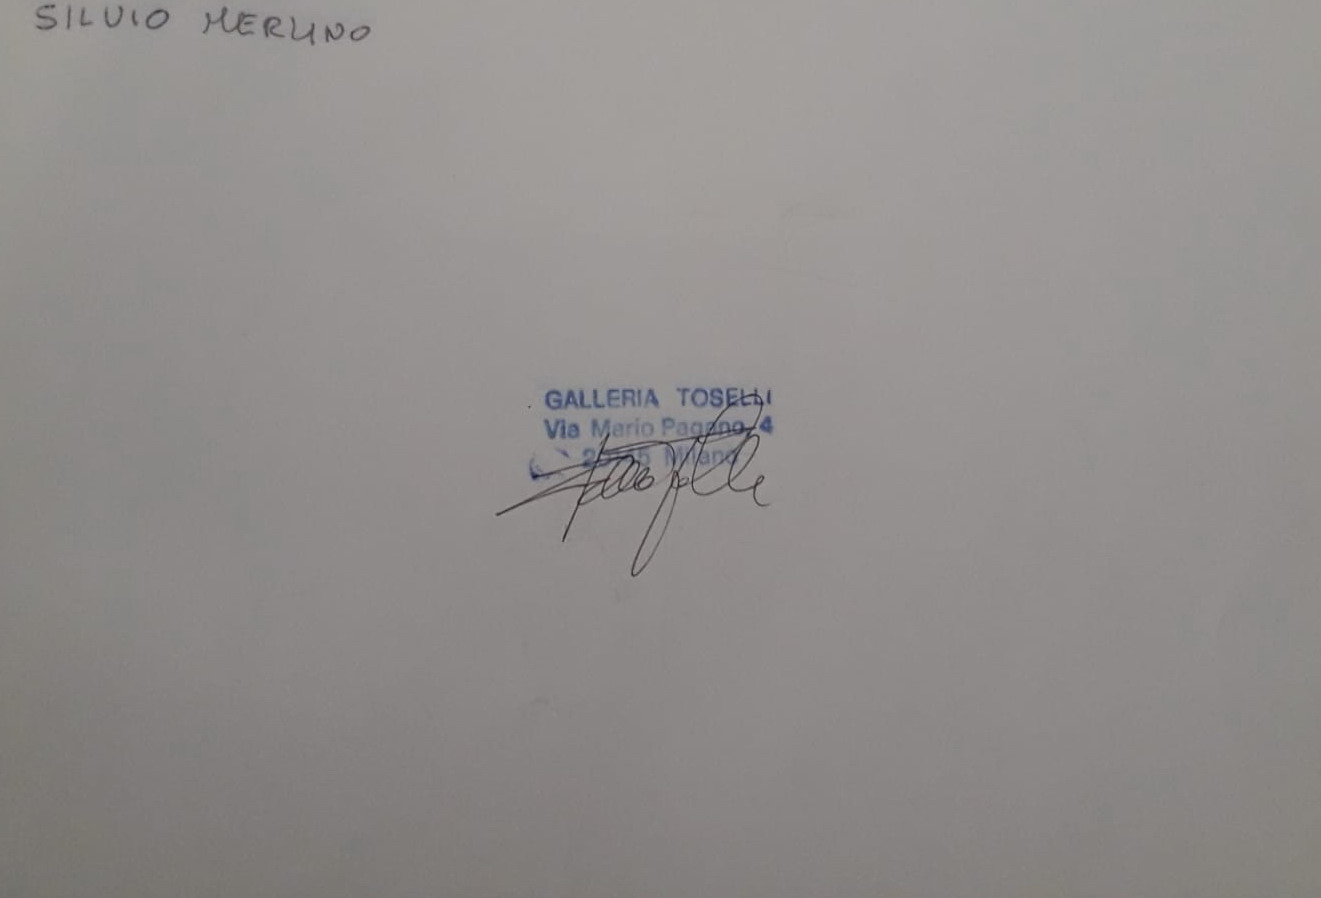 SILVIO MERLINO
GALLERIA TOSELLI
Via Mario Pagano, 4
Milano